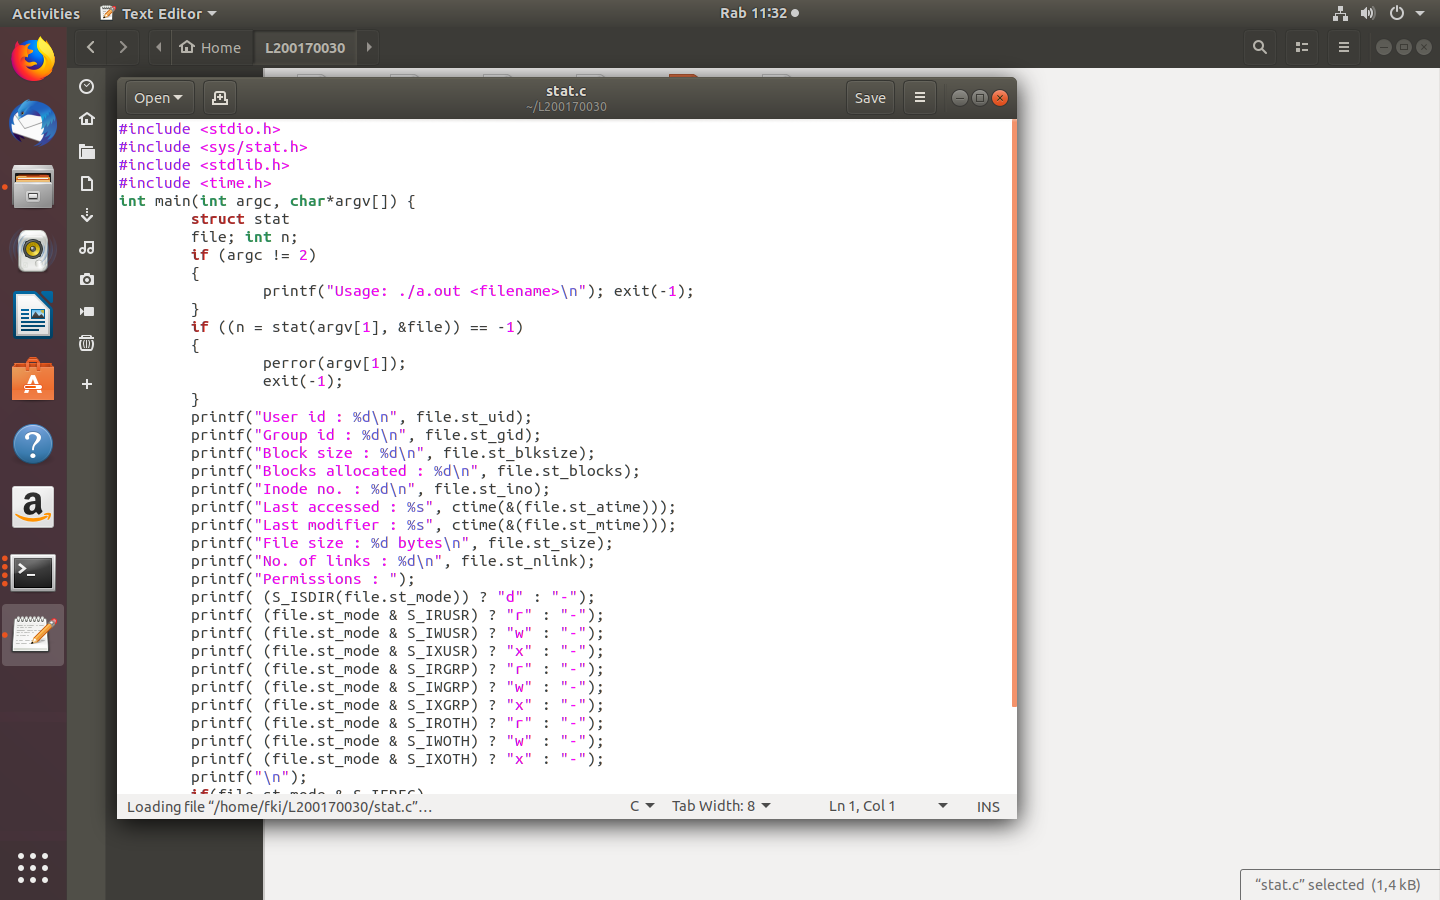 Activities Text Editor Rab 11:32
Home L200170030
Open stat.c Save
~/L200170030
#include <stdio.h>
#include <sys/stat.h>
#include <stdlib.h>
#include <time.h>
int main(int argc, char*argv[]) {
struct stat
file; int n;
if (argc != 2)
{
printf("Usage: ./a.out <filename>\n"); exit(-1);
}
if ((n = stat(argv[1], &file)) == -1)
{
perror(argv[1]);
exit(-1);
}
printf("User id : %d\n", file.st_uid);
printf("Group id : %d\n", file.st_gid);
printf("Block size : %d\n", file.st_blksize);
printf("Blocks allocated : %d\n", file.st_blocks);
printf("Inode no. : %d\n", file.st_ino);
printf("Last accessed : %s", ctime(&(file.st_atime)));
printf("Last modifier : %s", ctime(&(file.st_mtime)));
printf("File size : %d bytes\n", file.st_size);
printf("No. of links : %d\n", file.st_nlink);
printf("Permissions : ");
printf( (S_ISDIR(file.st_mode)) ? "d" : "-");
printf( (file.st_mode & S_IRUSR) ? "r" : "-");
printf( (file.st_mode & S_IWUSR) ? "w" : "-");
printf( (file.st_mode & S_IXUSR) ? "x" : "-");
printf( (file.st_mode & S_IRGRP) ? "r" : "-");
printf( (file.st_mode & S_IWGRP) ? "w" : "-");
printf( (file.st_mode & S_IXGRP) ? "x" : "-");
printf( (file.st_mode & S_IROTH) ? "r" : "-");
printf( (file.st_mode & S_IWOTH) ? "w" : "-");
printf( (file.st_mode & S_IXOTH) ? "x" : "-");
printf("\n");
if(file.st_mode & S_IFREG)
Loading file “/home/fki/L200170030/stat.c”… C Tab Width: 8 Ln 1, Col 1 INS
“stat.c” selected (1,4 kB)